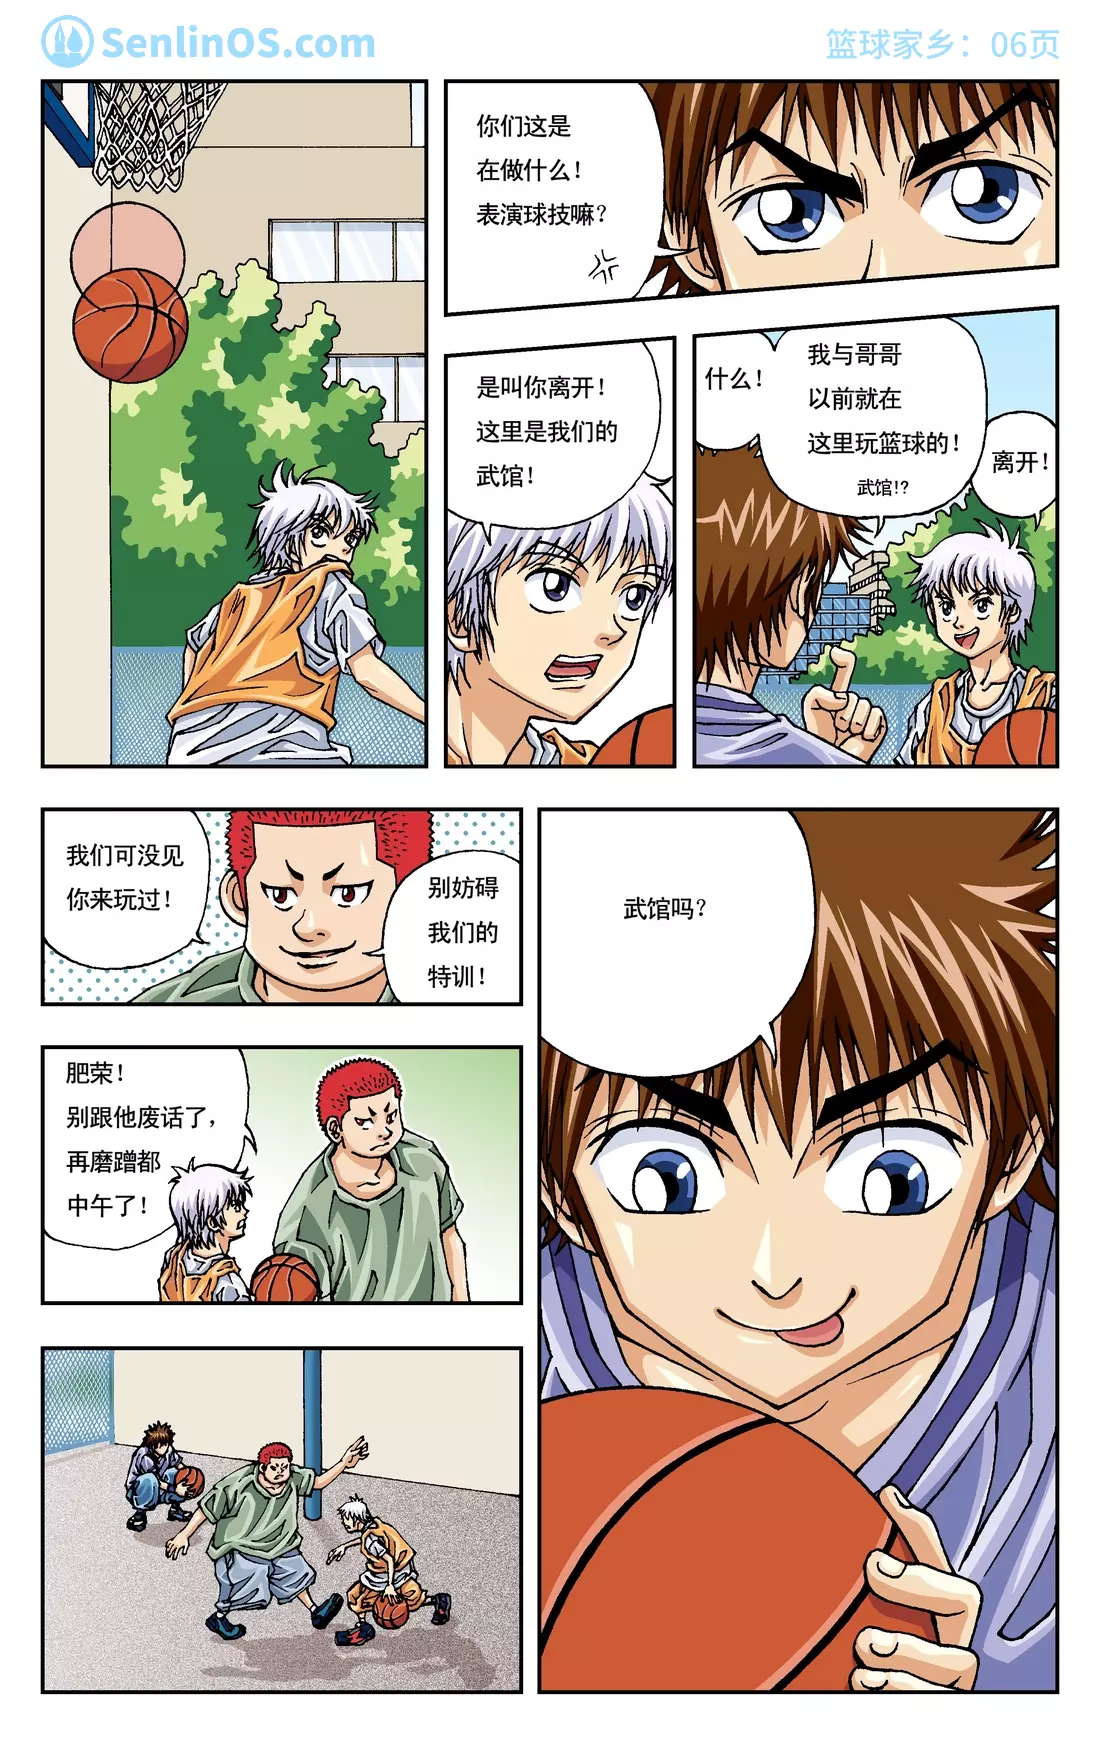 SenlinOS.com
篮球家乡：06页
你们这是
在做什么！
表演球技嘛？
是叫你离开！
这里是我们的
武馆！
什么！
我与哥哥
以前就在
这里玩篮球的！
武馆!?
离开！
我们可没见
你来玩过！
别妨碍
我们的
特训！
武馆吗？
肥荣！
别跟他废话了，
再磨蹭都
中午了！